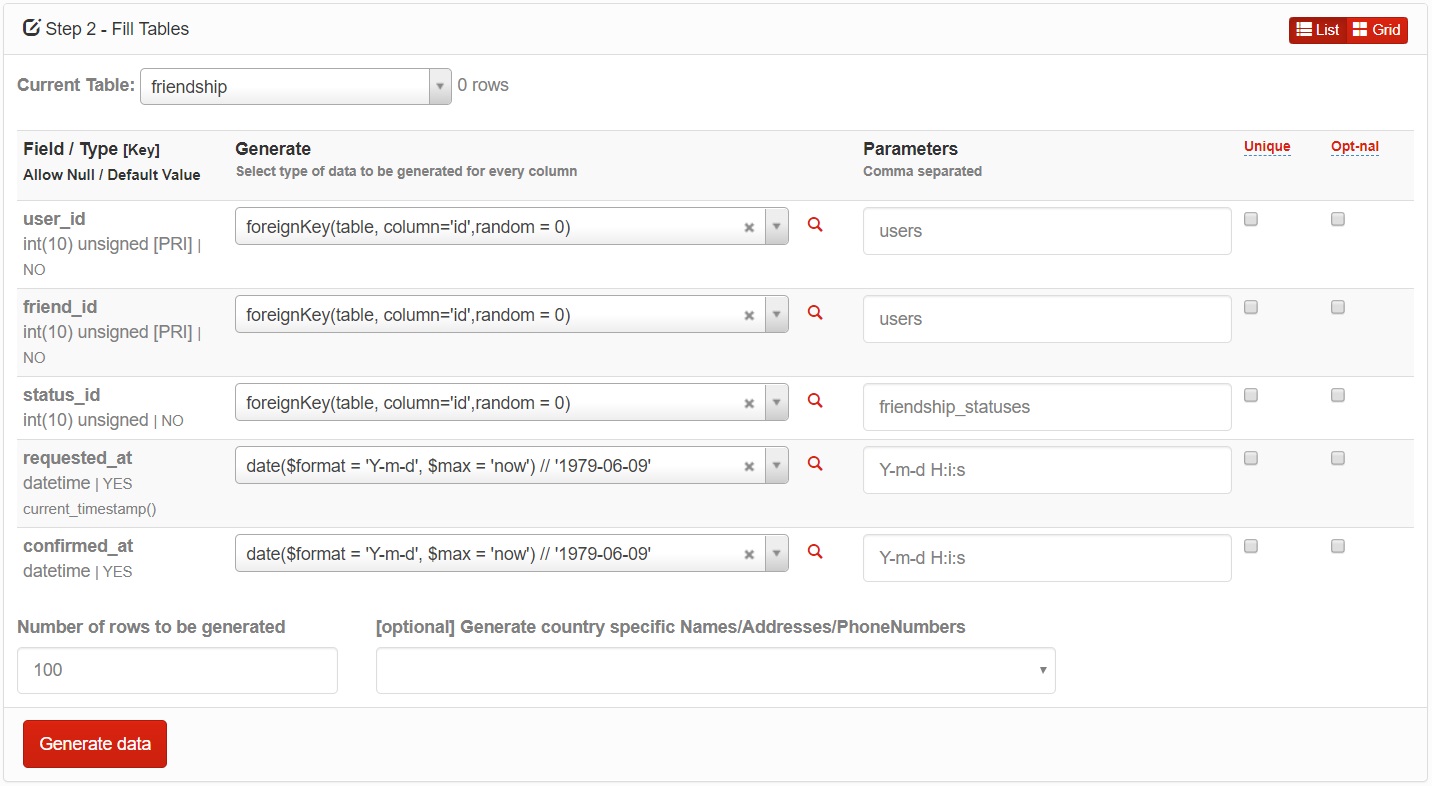 Step 2 - Fill Tables
List Grid
Current Table: friendship 0 rows
Field / Type [Key] Generate Parameters Unique Opt-nal
Allow Null / Default Value Select type of data to be generated for every column Comma separated
user_id
int(10) unsigned [PRI] |
NO
foreignKey(table, column='id',random = 0) × users
friend_id
int(10) unsigned [PRI] |
NO
foreignKey(table, column='id',random = 0) × users
status_id
int(10) unsigned | NO
foreignKey(table, column='id',random = 0) × friendship_statuses
requested_at
datetime | YES
current_timestamp()
date($format = 'Y-m-d', $max = 'now') // '1979-06-09' × Y-m-d H:i:s
confirmed_at
datetime | YES
date($format = 'Y-m-d', $max = 'now') // '1979-06-09' × Y-m-d H:i:s
Number of rows to be generated [optional] Generate country specific Names/Addresses/PhoneNumbers
100
Generate data